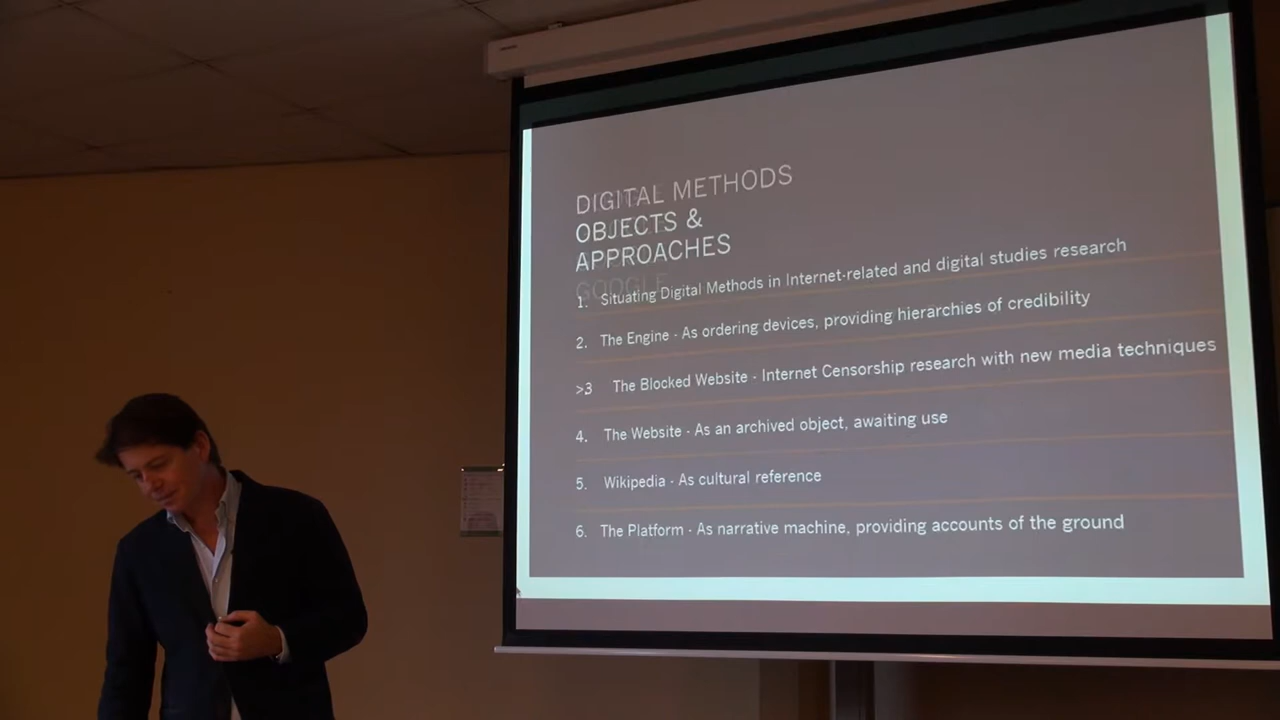 DIGITAL METHODS
OBJECTS &
APPROACHES
GOOGLE
1. Situating Digital Methods in Internet-related and digital studies research
2. The Engine - As ordering devices, providing hierarchies of credibility
>3 The Blocked Website - Internet Censorship research with new media techniques
4. The Website - As an archived object, awaiting use
5. Wikipedia - As cultural reference
6. The Platform - As narrative machine, providing accounts of the ground